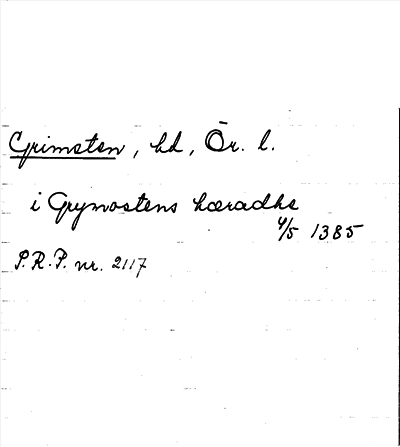 Grimsten, hd, Ör. l.
i Grymostens hæradhe
4/5 1385
P.R.P. nr. 2117